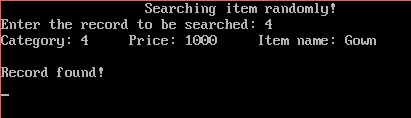 Searching item randomly!
Enter the record to be searched: 4
Category: 4 Price: 1000 Item name: Gown
Record found!